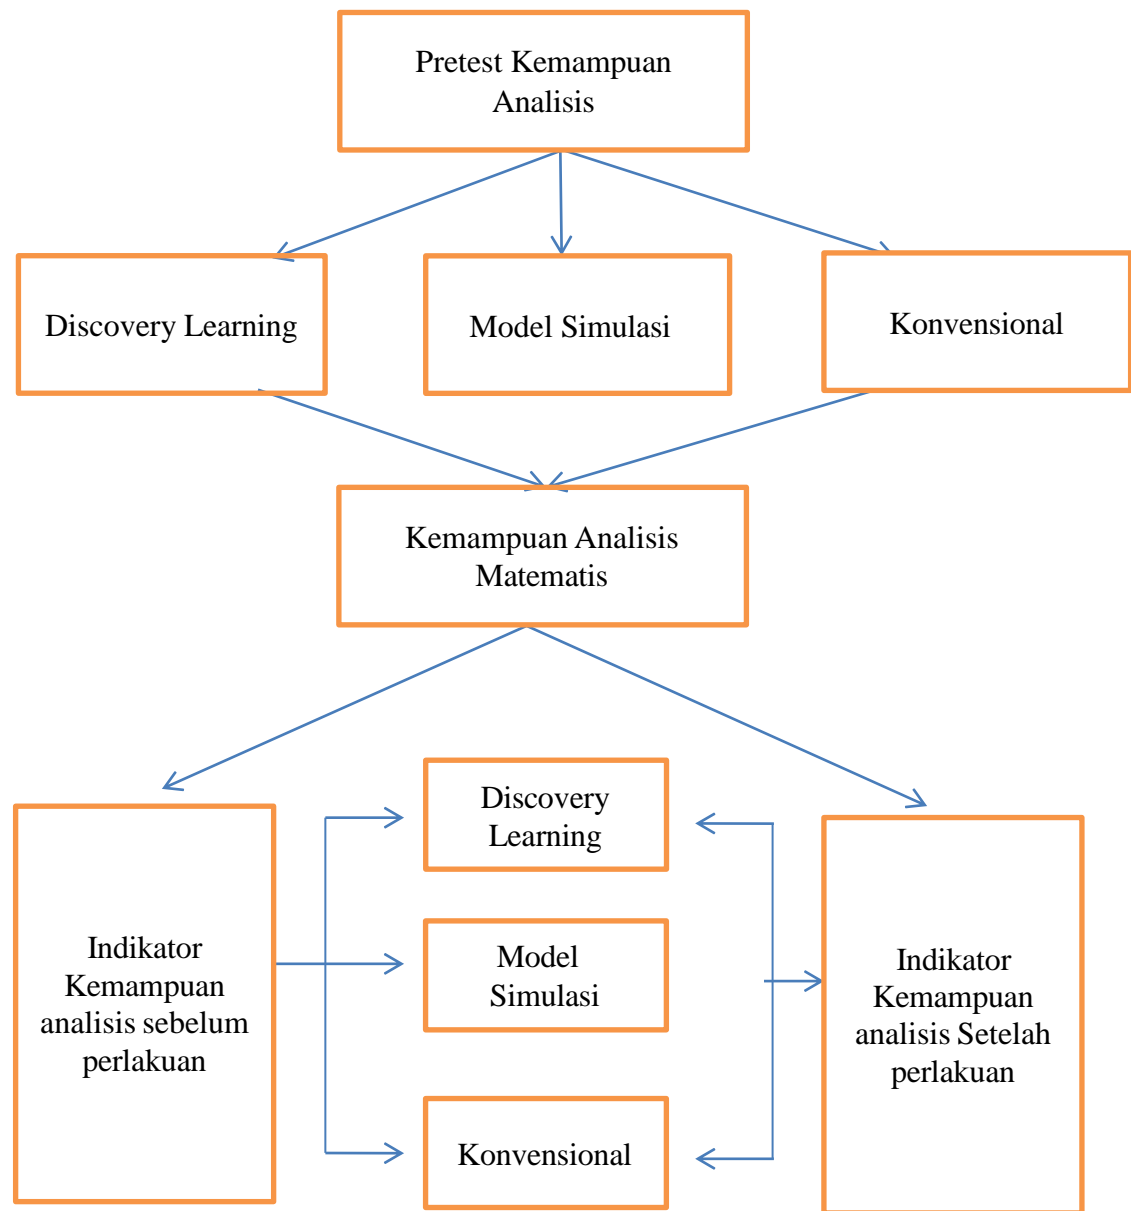 Pretest Kemampuan
Analisis
Discovery Learning
Model Simulasi
Konvensional
Kemampuan Analisis
Matematis
Indikator
Kemampuan
analisis sebelum
perlakuan
Discovery
Learning
Model
Simulasi
Konvensional
Indikator
Kemampuan
analisis Setelah
perlakuan